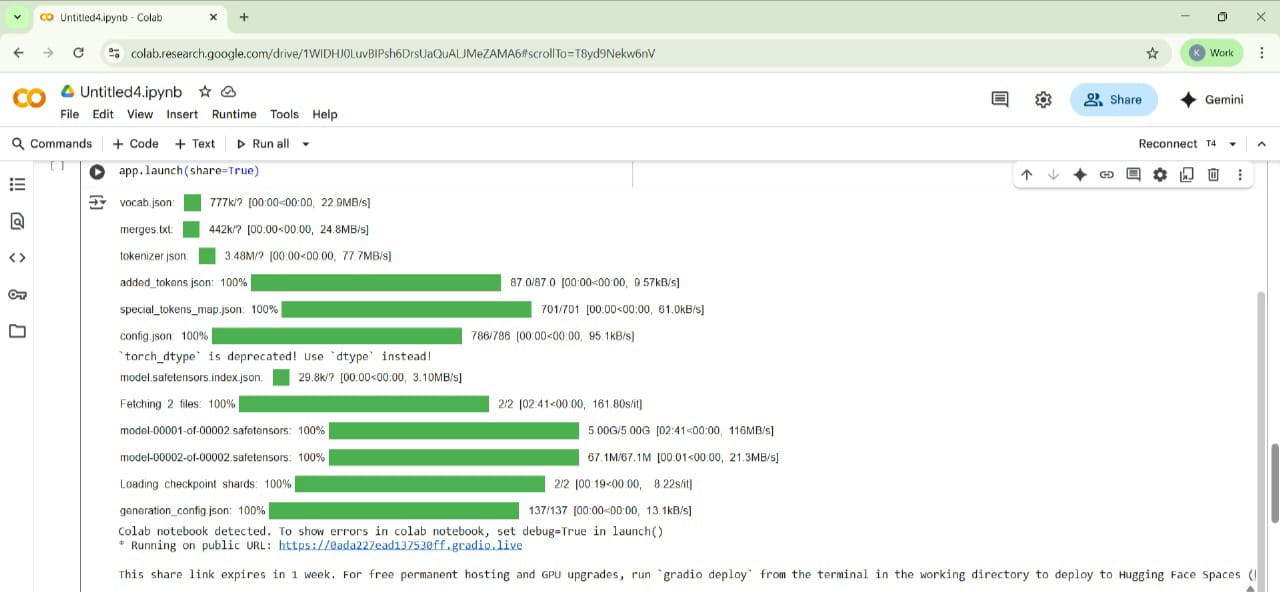 Untitled4.ipynb - Colab
colab.research.google.com/drive/1WIDHJ0LuvBIPsh6DrsUaQuALJMeZAMA6#scrollTo=T8yd9Nekw6nV
K Work
Untitled4.ipynb
Share
Gemini
File Edit View Insert Runtime Tools Help
Commands + Code + Text Run all
Reconnect T4
[ ] app.launch(share=True)
vocab.json: 777k/? [00:00<00:00, 22.9MB/s]
merges.txt: 442k/? [00:00<00:00, 24.8MB/s]
tokenizer.json: 3.48M/? [00:00<00:00, 77.7MB/s]
added_tokens.json: 100% 87.0/87.0 [00:00<00:00, 9.57kB/s]
special_tokens_map.json: 100% 701/701 [00:00<00:00, 61.0kB/s]
config.json: 100% 786/786 [00:00<00:00, 95.1kB/s]
`torch_dtype` is deprecated! Use `dtype` instead!
model.safetensors.index.json: 29.8k/? [00:00<00:00, 3.10MB/s]
Fetching 2 files: 100% 2/2 [02:41<00:00, 161.80s/it]
model-00001-of-00002.safetensors: 100% 5.00G/5.00G [02:41<00:00, 116MB/s]
model-00002-of-00002.safetensors: 100% 67.1M/67.1M [00:01<00:00, 21.3MB/s]
Loading checkpoint shards: 100% 2/2 [00:19<00:00, 8.22s/it]
generation_config.json: 100% 137/137 [00:00<00:00, 13.1kB/s]
Colab notebook detected. To show errors in colab notebook, set debug=True in launch()
* Running on public URL: https://0ada227ead137530ff.gradio.live
This share link expires in 1 week. For free permanent hosting and GPU upgrades, run `gradio deploy` from the terminal in the working directory to deploy to Hugging Face Spaces (